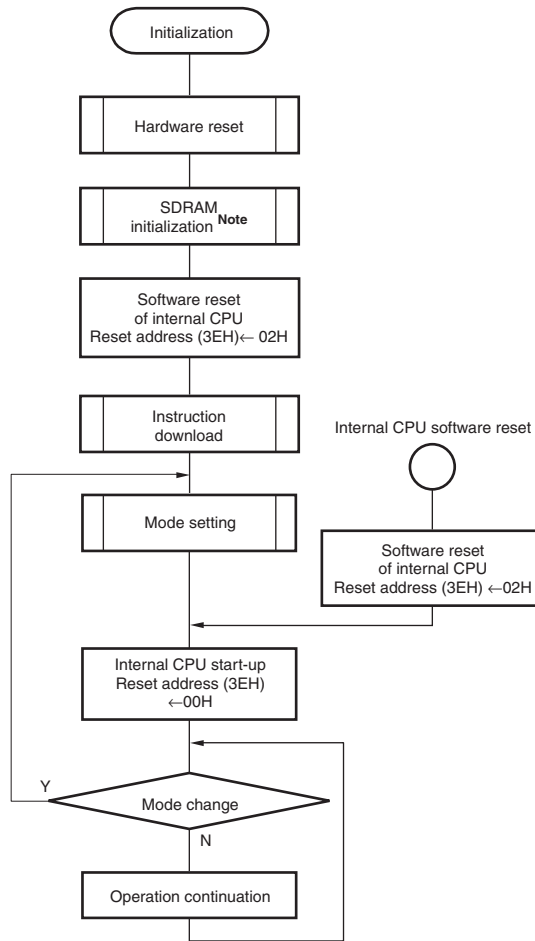 Initialization
Hardware reset
SDRAM
initialization Note
Software reset
of internal CPU
Reset address (3EH)← 02H
Instruction
download
Internal CPU software reset
Mode setting
Software reset
of internal CPU
Reset address (3EH) ←02H
Internal CPU start-up
Reset address (3EH)
←00H
Y
Mode change
N
Operation continuation